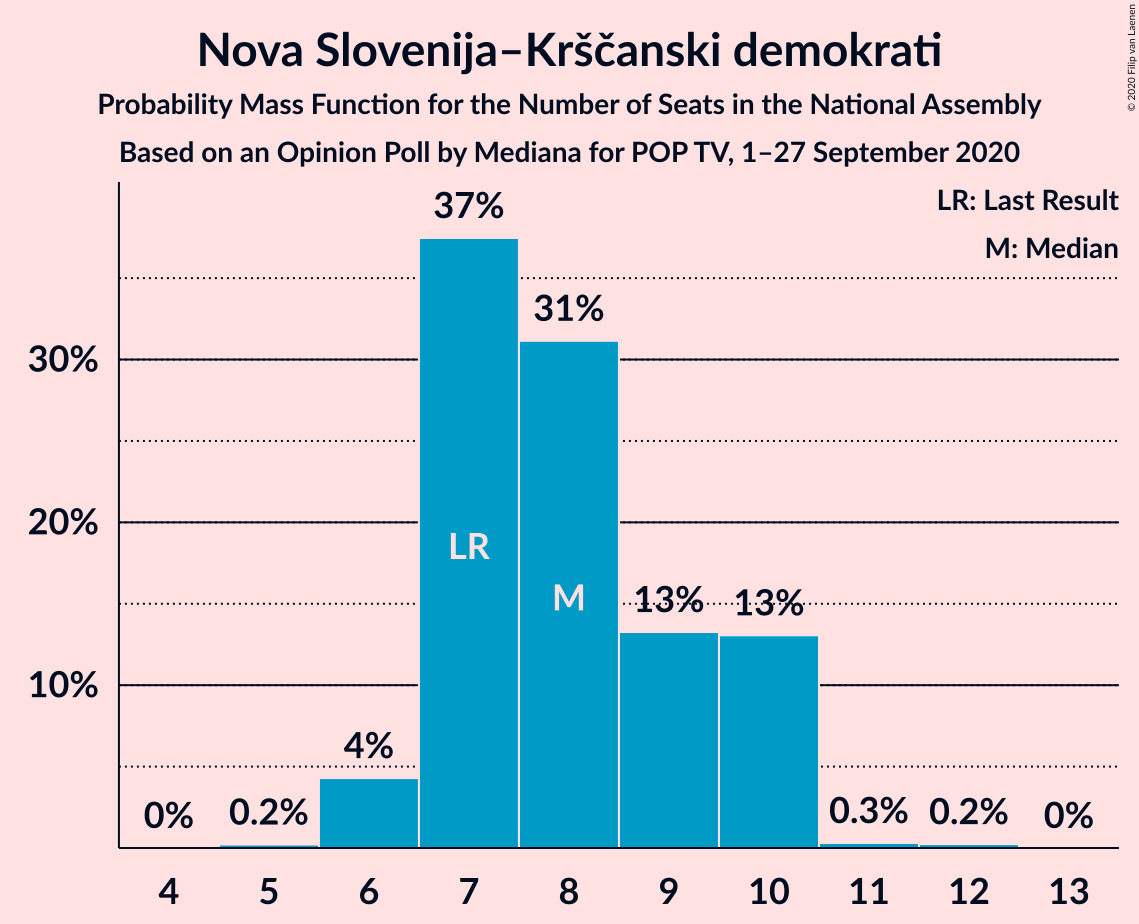 Nova Slovenija–Krščanski demokrati
Probability Mass Function for the Number of Seats in the National Assembly
Based on an Opinion Poll by Mediana for POP TV, 1–27 September 2020
© 2020 Filip van Laenen
LR: Last Result
M: Median
37%
31%
30%
20%
LR
M
13%
13%
10%
4%
0%
0.2%
0.3%
0.2%
0%
4
5
6
7
8
9
10
11
12
13